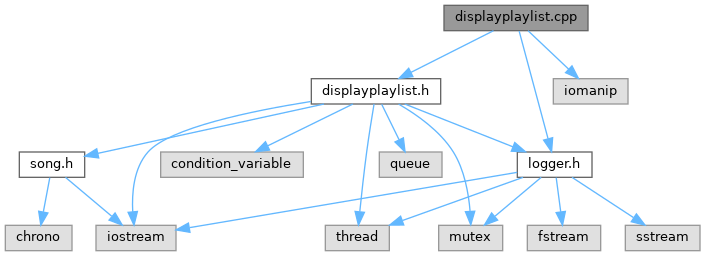 displayplaylist.cpp
displayplaylist.h
iomanip
song.h
condition_variable
queue
logger.h
chrono
iostream
thread
mutex
fstream
sstream